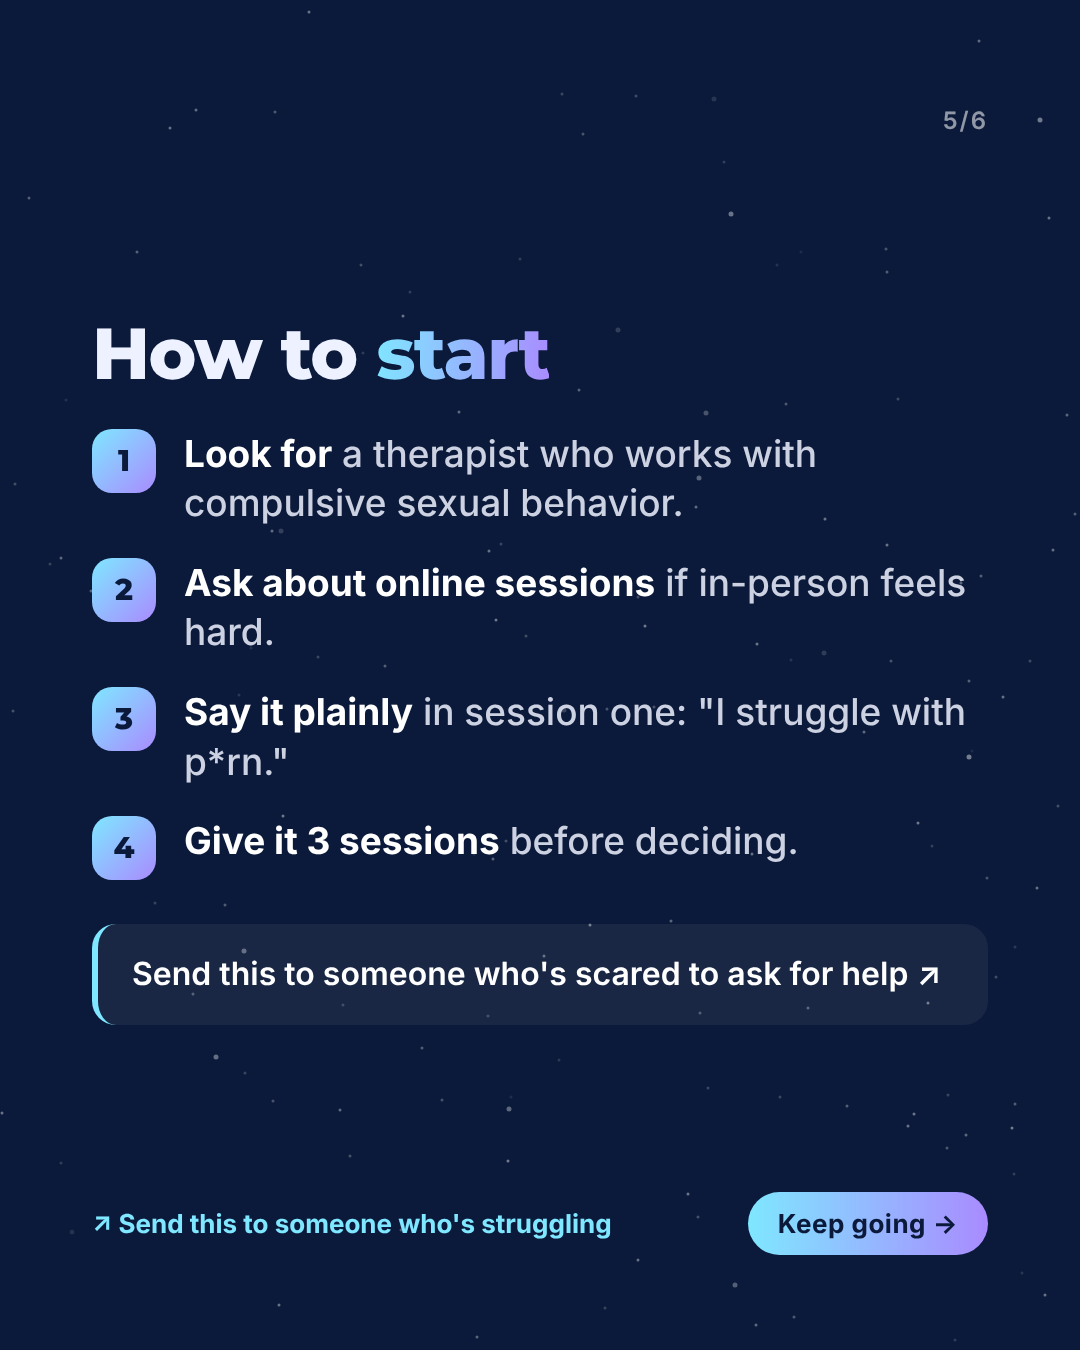 5/6
How to start
1
Look for a therapist who works with
compulsive sexual behavior.
2
Ask about online sessions if in-person feels
hard.
3
Say it plainly in session one: "I struggle with
p*rn."
4
Give it 3 sessions before deciding.
Send this to someone who's scared to ask for help ↗
↗ Send this to someone who's struggling
Keep going →